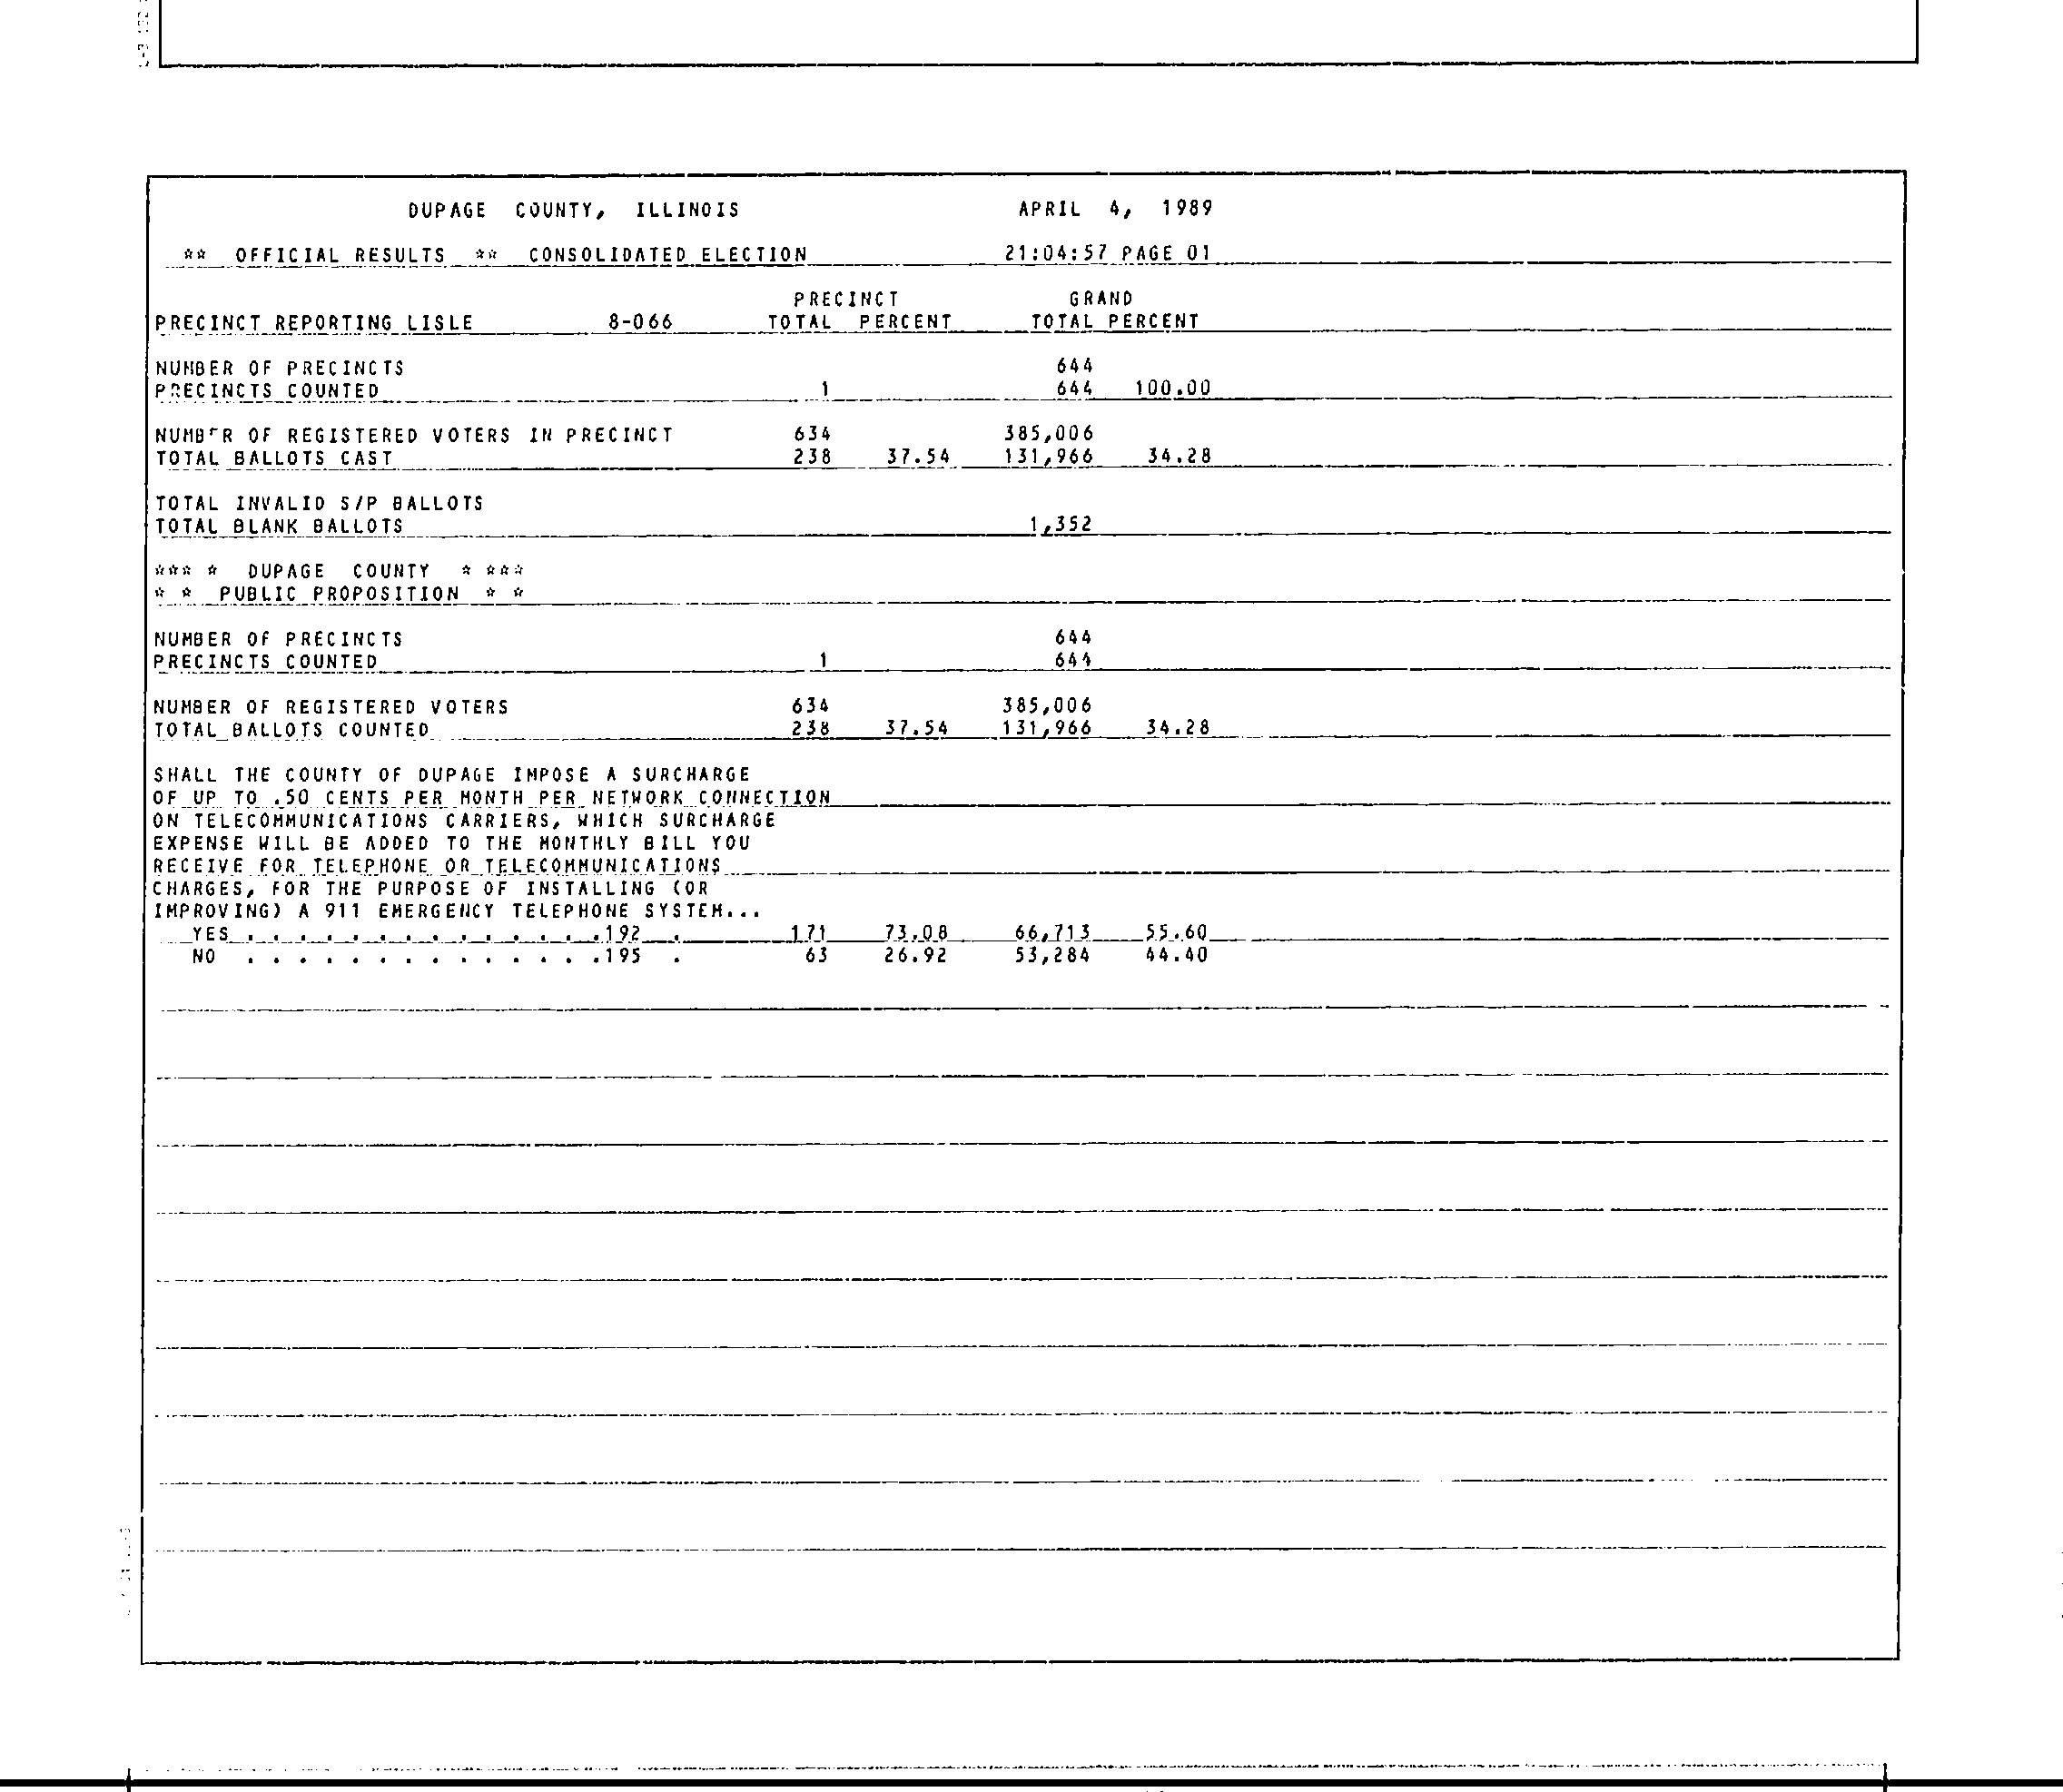 DUPAGE COUNTY, ILLINOIS APRIL 4, 1989
** OFFICIAL RESULTS ** CONSOLIDATED ELECTION 21:04:57 PAGE 01
PRECINCT GRAND
PRECINCT REPORTING LISLE 8-066 TOTAL PERCENT TOTAL PERCENT
NUMBER OF PRECINCTS 644
PRECINCTS COUNTED 1 644 100.00
NUMBER OF REGISTERED VOTERS IN PRECINCT 634 385,006
TOTAL BALLOTS CAST 238 37.54 131,966 34.28
TOTAL INVALID S/P BALLOTS
TOTAL BLANK BALLOTS 1,352
*** * DUPAGE COUNTY * ***
* * PUBLIC PROPOSITION * *
NUMBER OF PRECINCTS 644
PRECINCTS COUNTED 1 644
NUMBER OF REGISTERED VOTERS 634 385,006
TOTAL BALLOTS COUNTED 238 37.54 131,966 34.28
SHALL THE COUNTY OF DUPAGE IMPOSE A SURCHARGE
OF UP TO .50 CENTS PER MONTH PER NETWORK CONNECTION
ON TELECOMMUNICATIONS CARRIERS, WHICH SURCHARGE
EXPENSE WILL BE ADDED TO THE MONTHLY BILL YOU
RECEIVE FOR TELEPHONE OR TELECOMMUNICATIONS
CHARGES, FOR THE PURPOSE OF INSTALLING (OR
IMPROVING) A 911 EMERGENCY TELEPHONE SYSTEM...
YES . . . . . . . . . . . . . . .192 . 171 73.08 66,713 55.60
NO . . . . . . . . . . . . . . .195 . 63 26.92 53,284 44.40